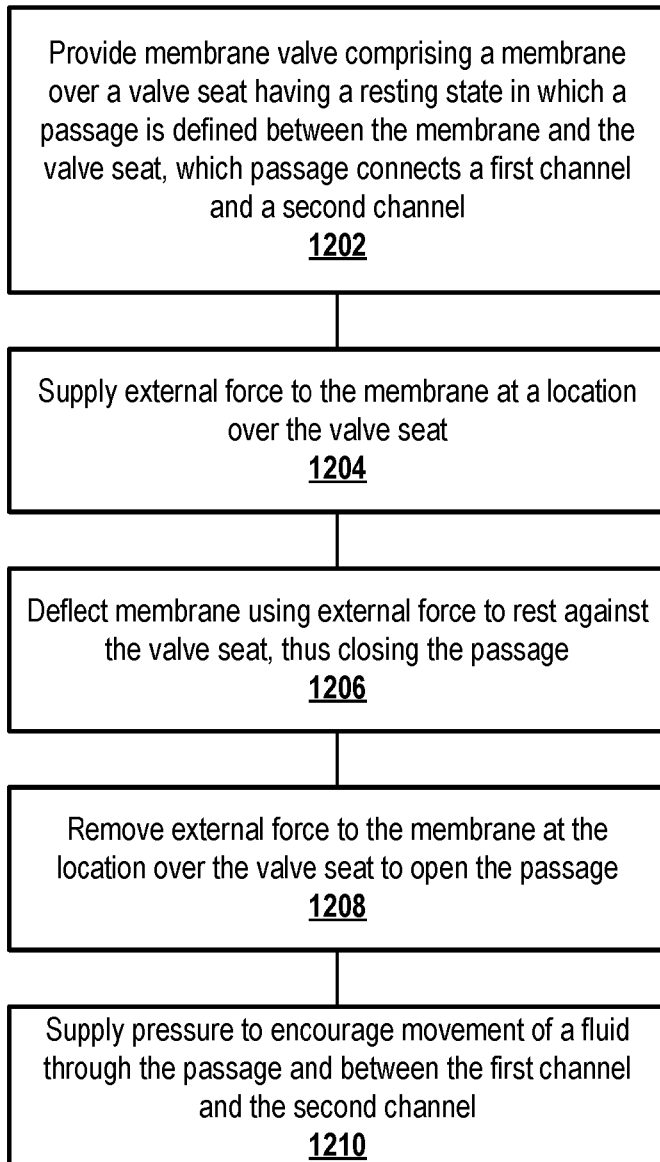 Provide membrane valve comprising a membrane
over a valve seat having a resting state in which a
passage is defined between the membrane and the
valve seat, which passage connects a first channel
and a second channel
1202
Supply external force to the membrane at a location
over the valve seat
1204
Deflect membrane using external force to rest against
the valve seat, thus closing the passage
1206
Remove external force to the membrane at the
location over the valve seat to open the passage
1208
Supply pressure to encourage movement of a fluid
through the passage and between the first channel
and the second channel
1210